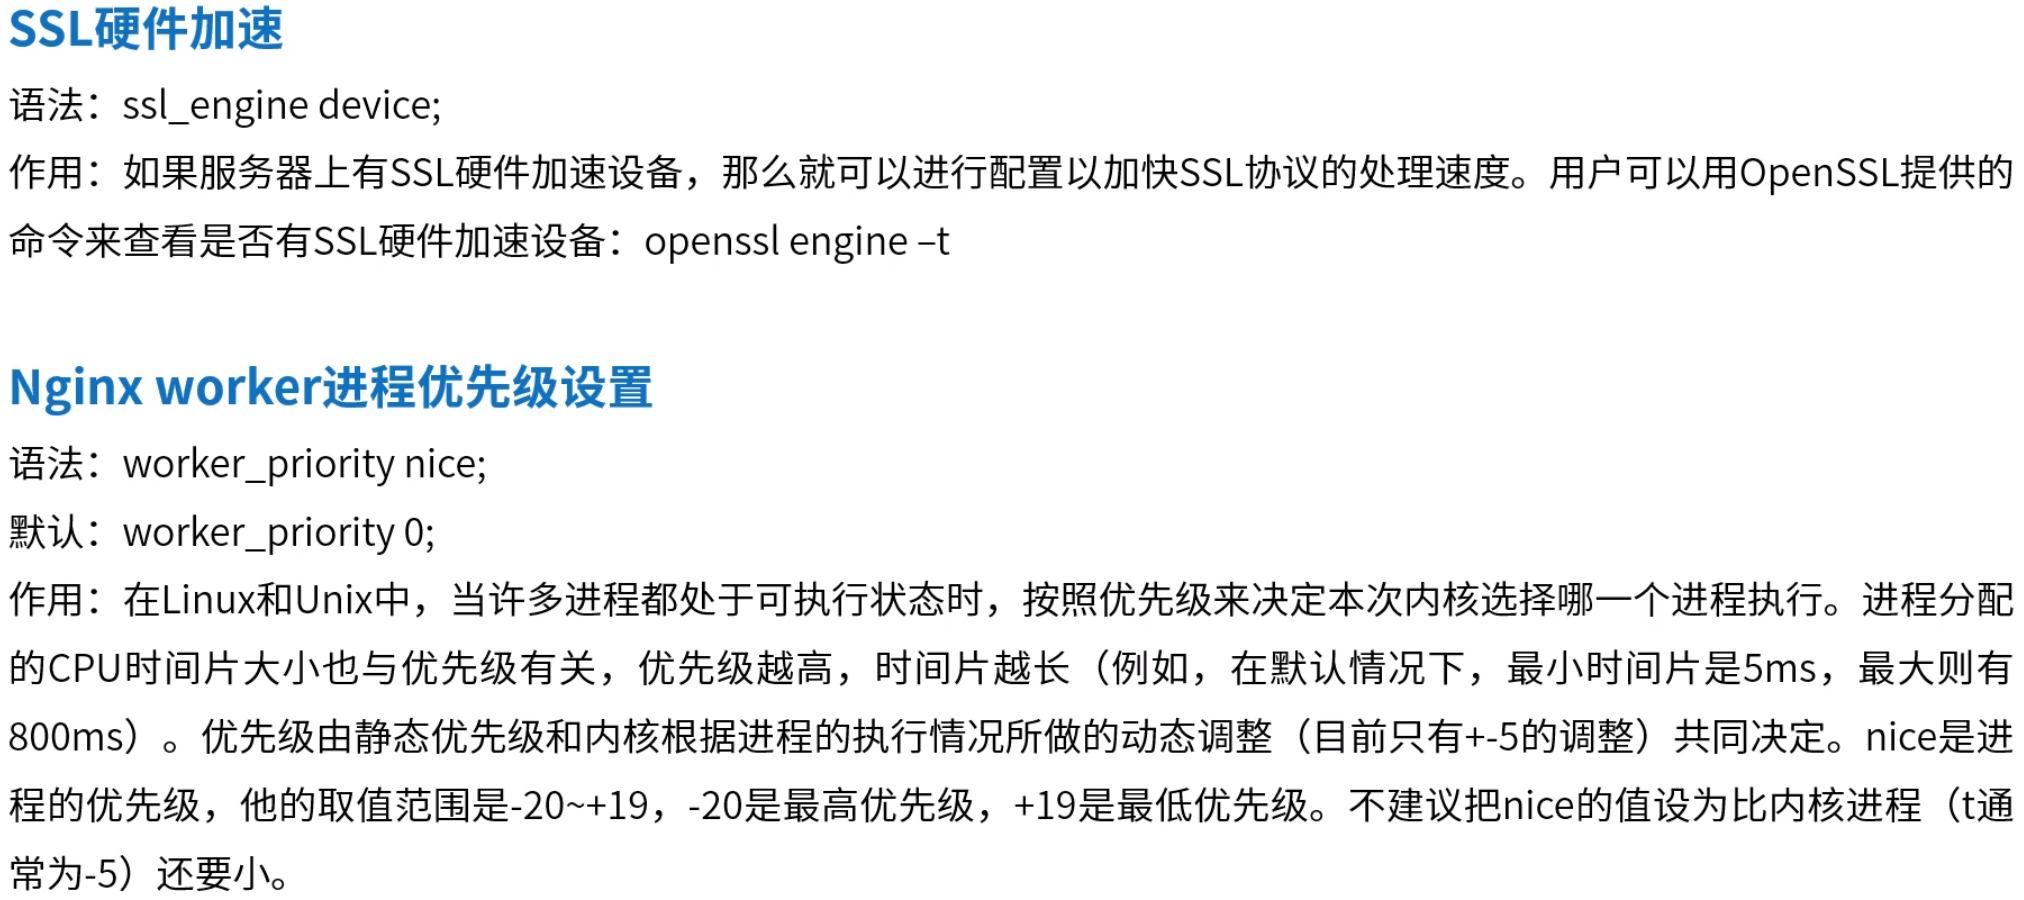 SSL硬件加速
语法：ssl_engine device;
作用：如果服务器上有SSL硬件加速设备，那么就可以进行配置以加快SSL协议的处理速度。用户可以用OpenSSL提供的
命令来查看是否有SSL硬件加速设备：openssl engine –t
Nginx worker进程优先级设置
语法：worker_priority nice;
默认：worker_priority 0;
作用：在Linux和Unix中，当许多进程都处于可执行状态时，按照优先级来决定本次内核选择哪一个进程执行。进程分配
的CPU时间片大小也与优先级有关，优先级越高，时间片越长（例如，在默认情况下，最小时间片是5ms，最大则有
800ms）。优先级由静态优先级和内核根据进程的执行情况所做的动态调整（目前只有+-5的调整）共同决定。nice是进
程的优先级，他的取值范围是-20~+19，-20是最高优先级，+19是最低优先级。不建议把nice的值设为比内核进程（t通
常为-5）还要小。